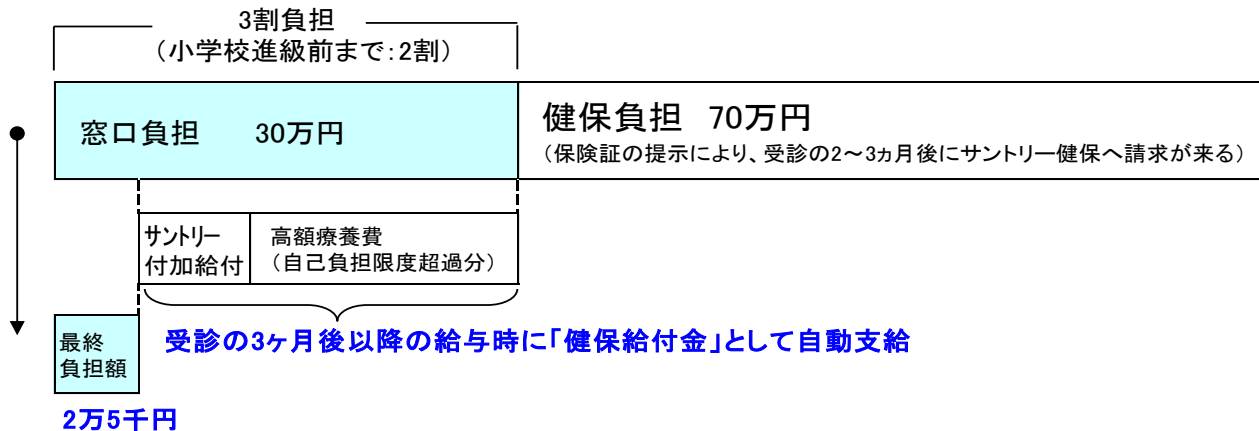 3割負担
（小学校進級前まで：2割）
窓口負担　30万円
健保負担　70万円
（保険証の提示により、受診の2～3ヵ月後にサントリー健保へ請求が来る）
サントリー
付加給付
高額療養費
（自己負担限度超過分）
受診の3ヶ月後以降の給与時に「健保給付金」として自動支給
最終
負担額
2万5千円